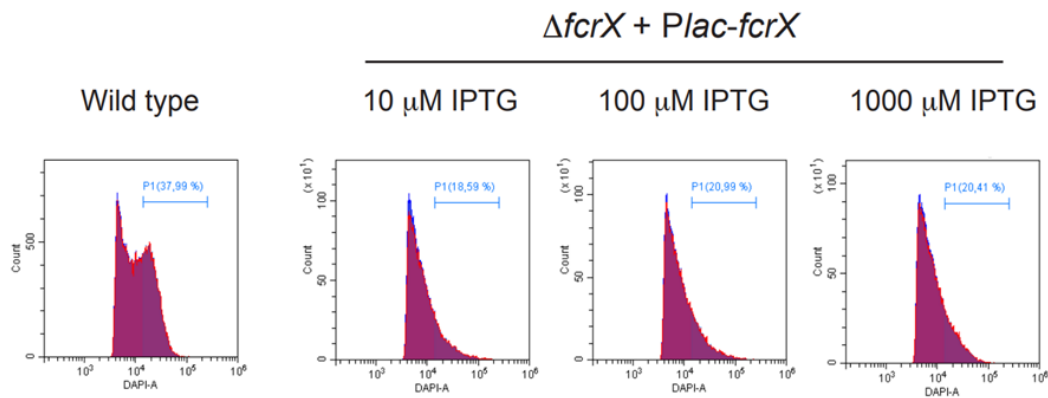 ΔfcrX + Plac-fcrX
Wild type
10 μM IPTG
100 μM IPTG
1000 μM IPTG
P1(37,99 %)
Count
0
500
10³
10⁴
10⁵
10⁶
DAPI-A
(x 10¹)
P1(18,59 %)
Count
0
50
100
10³
10⁴
10⁵
10⁶
DAPI-A
(x 10¹)
P1(20,99 %)
Count
0
50
100
10³
10⁴
10⁵
10⁶
DAPI-A
(x 10¹)
P1(20,41 %)
Count
0
50
100
10³
10⁴
10⁵
10⁶
DAPI-A